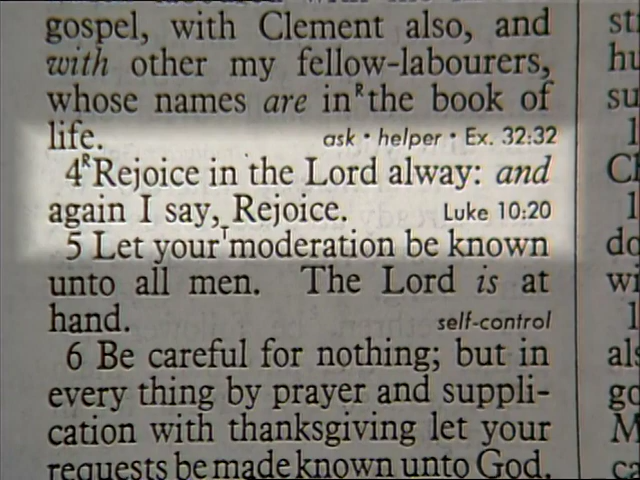 gospel, with Clement also, and
with other my fellow-labourers,
whose names are in ᴿthe book of
life. ask · helper · Ex. 32:32
4 ᴿRejoice in the Lord alway: and
again I say, Rejoice. Luke 10:20
5 Let your ᵀmoderation be known
unto all men. The Lord is at
hand. self-control
6 Be careful for nothing; but in
every thing by prayer and suppli-
cation with thanksgiving let your
requests be made known unto God.